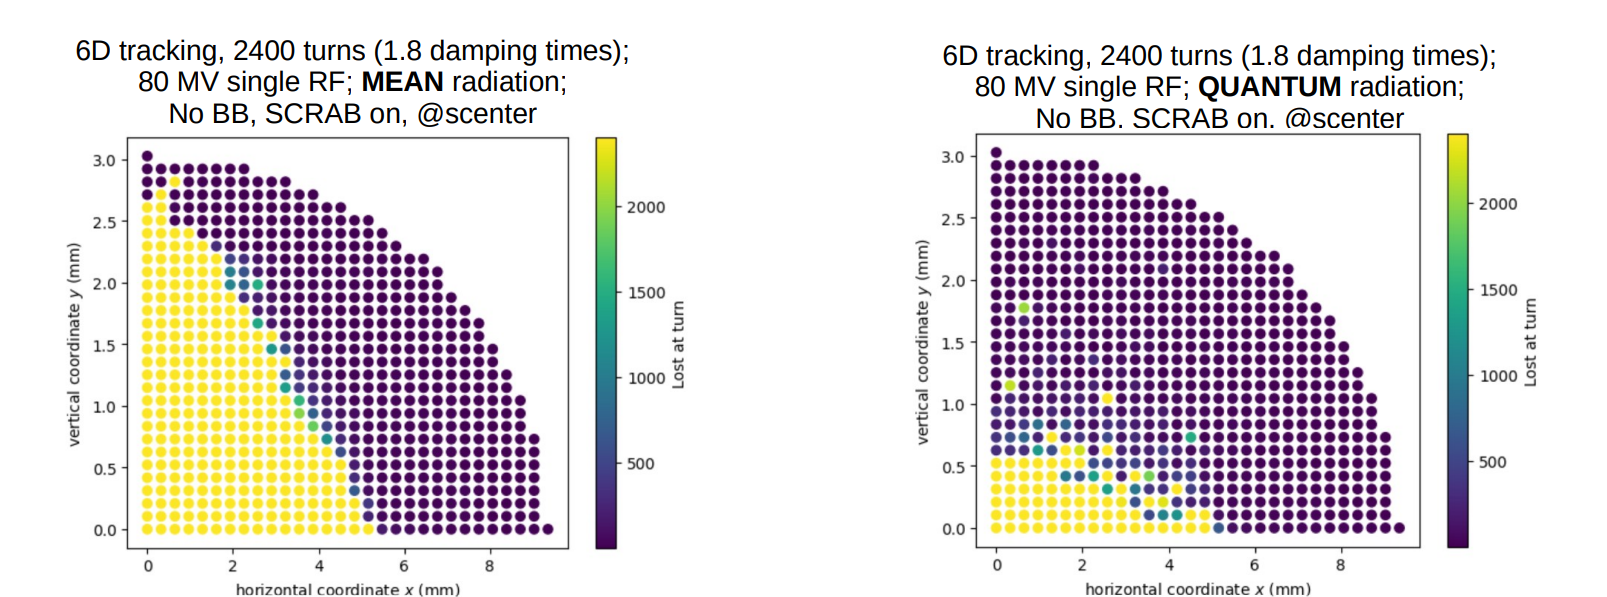 6D tracking, 2400 turns (1.8 damping times);
80 MV single RF; MEAN radiation;
No BB, SCRAB on, @scenter
3.0
2.5
2.0
1.5
1.0
0.5
0.0
vertical coordinate y (mm)
0 2 4 6 8
horizontal coordinate x (mm)
2000
1500
1000
500
Lost at turn
6D tracking, 2400 turns (1.8 damping times);
80 MV single RF; QUANTUM radiation;
No BB. SCRAB on. @scenter
3.0
2.5
2.0
1.5
1.0
0.5
0.0
vertical coordinate y (mm)
0 2 4 6 8
horizontal coordinate x (mm)
2000
1500
1000
500
Lost at turn